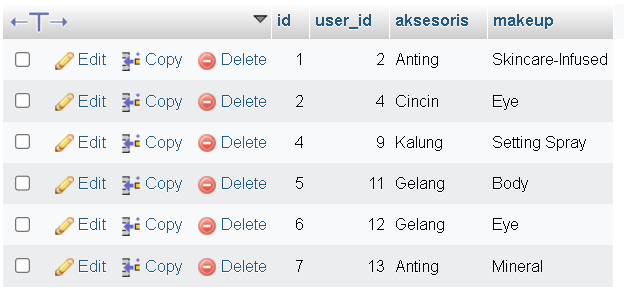 id user_id aksesoris makeup
Edit Copy Delete 1 2 Anting Skincare-Infused
Edit Copy Delete 2 4 Cincin Eye
Edit Copy Delete 4 9 Kalung Setting Spray
Edit Copy Delete 5 11 Gelang Body
Edit Copy Delete 6 12 Gelang Eye
Edit Copy Delete 7 13 Anting Mineral